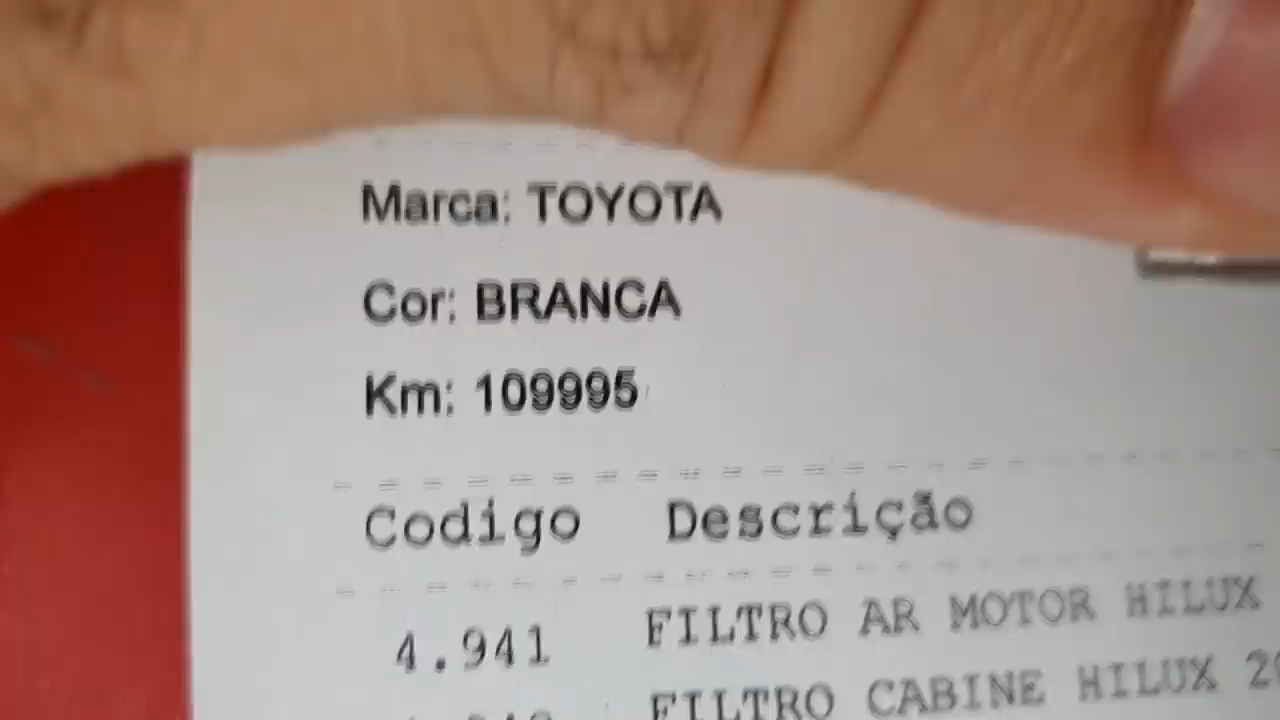 Marca: TOYOTA
Cor: BRANCA
Km: 109995
Codigo Descrição
4.941 FILTRO AR MOTOR HILUX
FILTRO CABINE HILUX